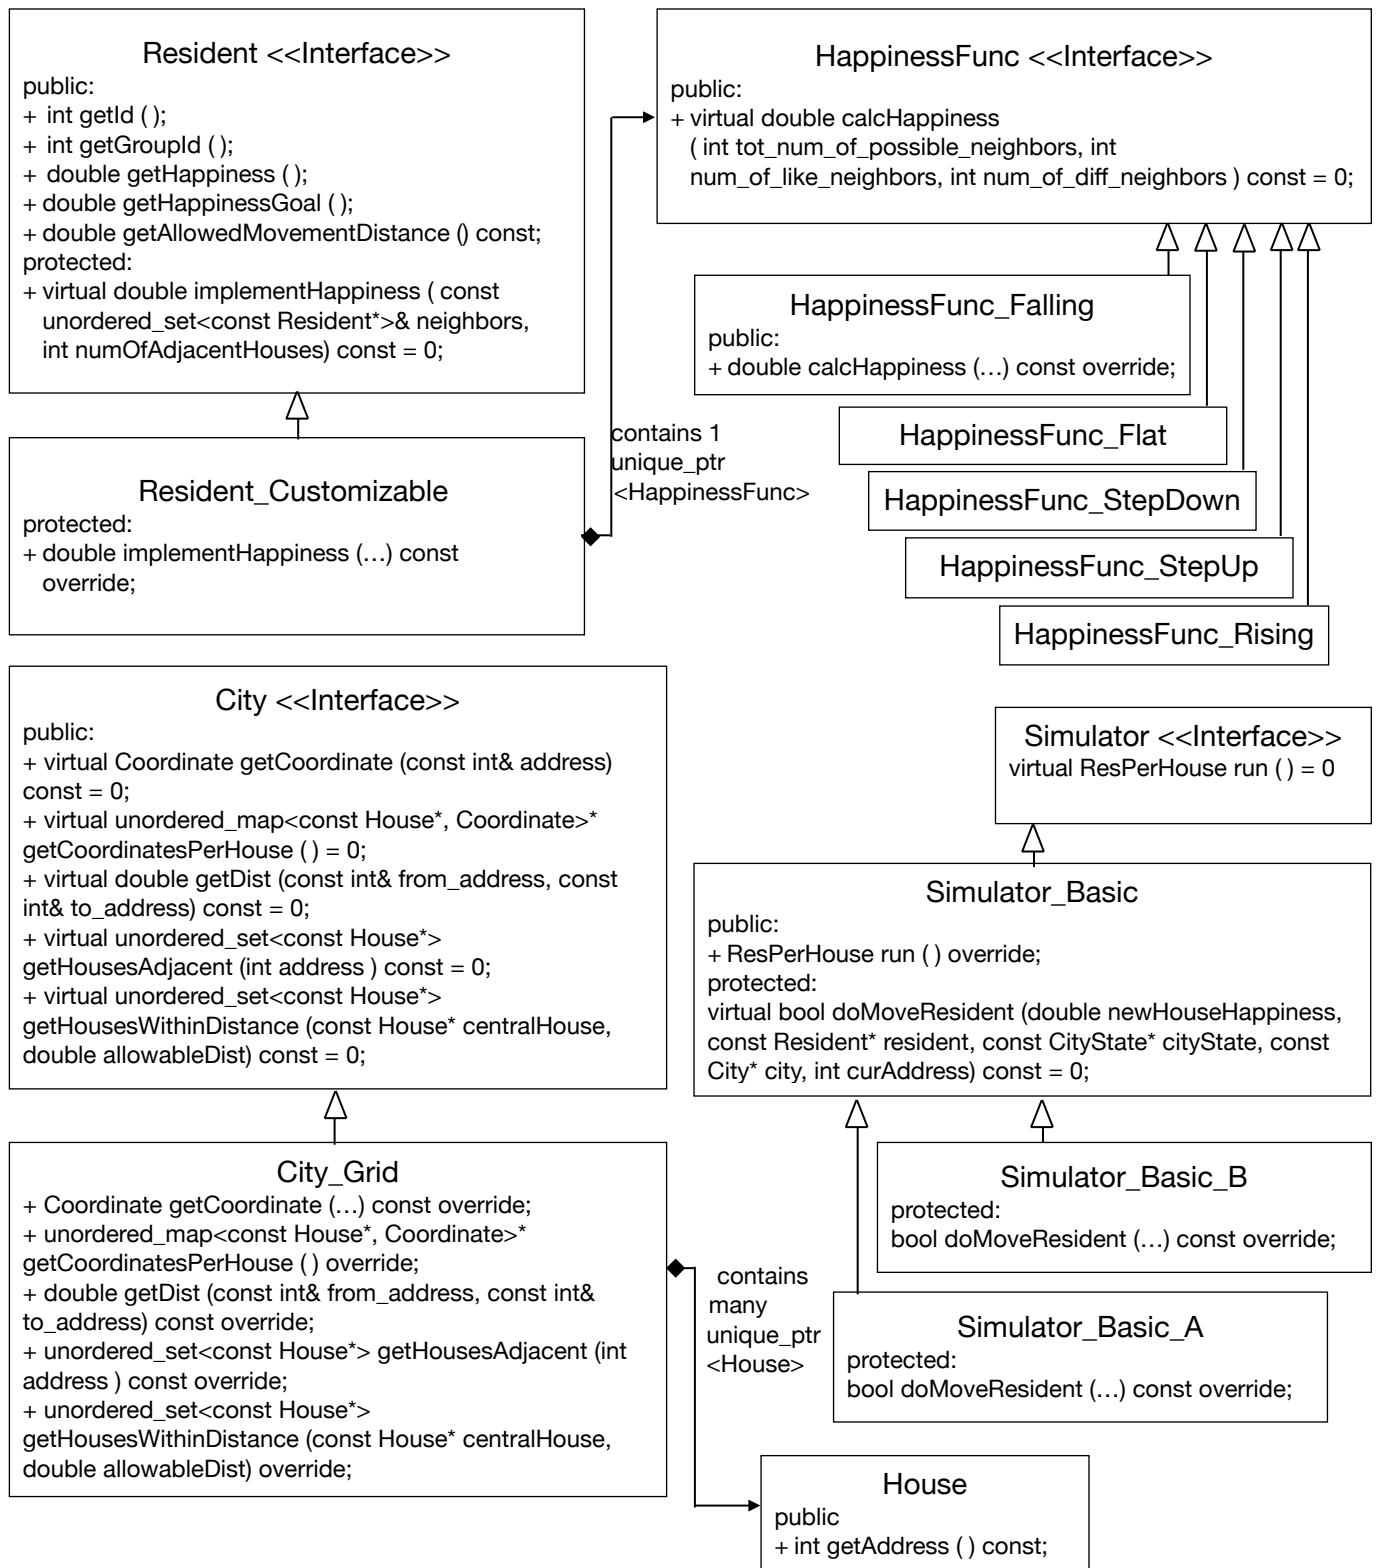 Resident <<Interface>>
public:
+ int getId ( );
+ int getGroupId ( );
+ double getHappiness ( );
+ double getHappinessGoal ( );
+ double getAllowedMovementDistance () const;
protected:
+ virtual double implementHappiness ( const
unordered_set<const Resident*>& neighbors,
int numOfAdjacentHouses) const = 0;
HappinessFunc <<Interface>>
public:
+ virtual double calcHappiness
( int tot_num_of_possible_neighbors, int
num_of_like_neighbors, int num_of_diff_neighbors ) const = 0;
HappinessFunc_Falling
public:
+ double calcHappiness (…) const override;
HappinessFunc_Flat
HappinessFunc_StepDown
HappinessFunc_StepUp
HappinessFunc_Rising
contains 1
unique_ptr
<HappinessFunc>
Resident_Customizable
protected:
+ double implementHappiness (…) const
override;
City <<Interface>>
public:
+ virtual Coordinate getCoordinate (const int& address)
const = 0;
+ virtual unordered_map<const House*, Coordinate>*
getCoordinatesPerHouse ( ) = 0;
+ virtual double getDist (const int& from_address, const
int& to_address) const = 0;
+ virtual unordered_set<const House*>
getHousesAdjacent (int address ) const = 0;
+ virtual unordered_set<const House*>
getHousesWithinDistance (const House* centralHouse,
double allowableDist) const = 0;
Simulator <<Interface>>
virtual ResPerHouse run ( ) = 0
Simulator_Basic
public:
+ ResPerHouse run ( ) override;
protected:
virtual bool doMoveResident (double newHouseHappiness,
const Resident* resident, const CityState* cityState, const
City* city, int curAddress) const = 0;
City_Grid
+ Coordinate getCoordinate (…) const override;
+ unordered_map<const House*, Coordinate>*
getCoordinatesPerHouse ( ) override;
+ double getDist (const int& from_address, const int&
to_address) const override;
+ unordered_set<const House*> getHousesAdjacent (int
address ) const override;
+ unordered_set<const House*>
getHousesWithinDistance (const House* centralHouse,
double allowableDist) override;
contains
many
unique_ptr
<House>
Simulator_Basic_B
protected:
bool doMoveResident (…) const override;
Simulator_Basic_A
protected:
bool doMoveResident (…) const override;
House
public
+ int getAddress ( ) const;